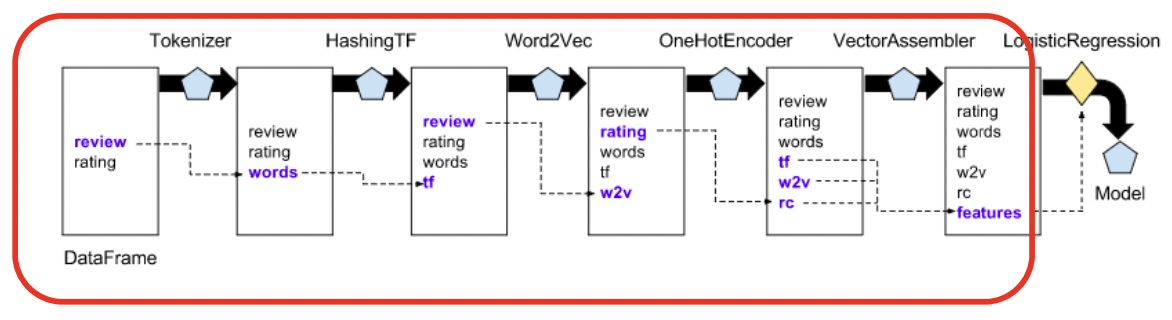 Tokenizer
HashingTF
Word2Vec
OneHotEncoder
VectorAssembler
LogisticRegression
review
rating
review
rating
words
review
rating
words
tf
review
rating
words
tf
w2v
review
rating
words
tf
w2v
rc
review
rating
words
tf
w2v
rc
features
Model
DataFrame